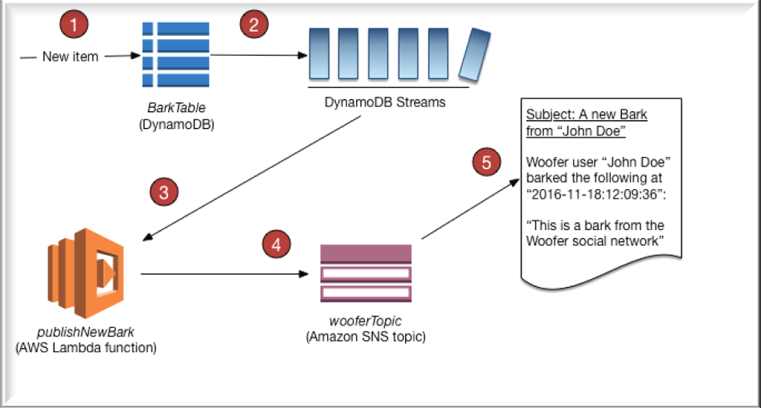 1
2
New item
BarkTable
(DynamoDB)
DynamoDB Streams
3
4
5
Subject: A new Bark
from “John Doe”
Woofer user “John Doe”
barked the following at
“2016-11-18:12:09:36”:
“This is a bark from the
Woofer social network”
publishNewBark
(AWS Lambda function)
wooferTopic
(Amazon SNS topic)